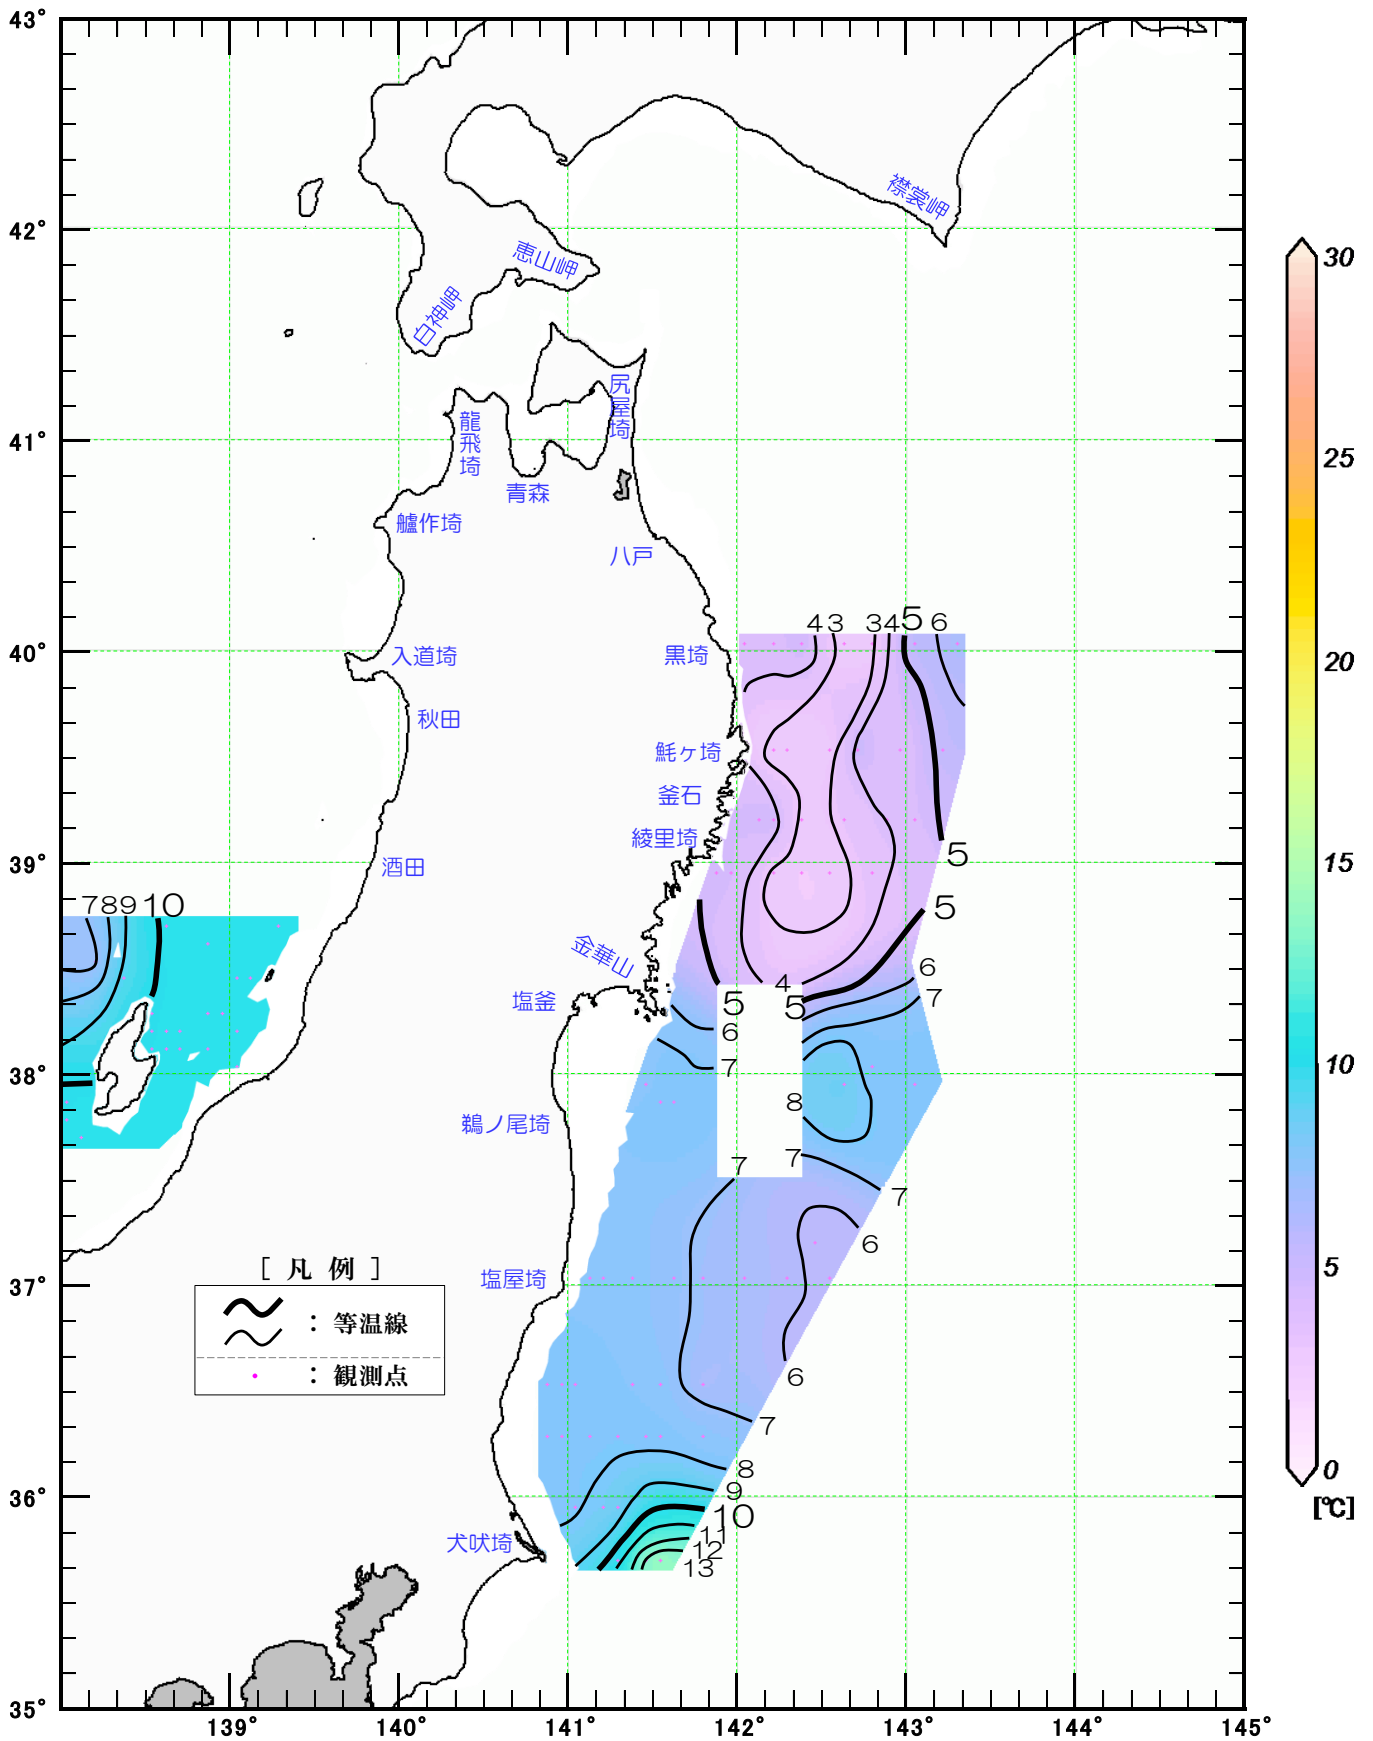 43°
襟裳岬
42°
恵山岬
白神岬
30
尻屋埼
龍飛埼
41°
青森
25
艫作埼
八戸
4 3 3 4 5 6
40°
入道埼
黒埼
20
秋田
魹ヶ埼
釜石
綾里埼
39°
酒田
5
15
7 8 9 10
5
金華山
6
4
7
塩釜
5
5
6
7
38°
10
8
鵜ノ尾埼
7
7
7
6
5
[ 凡 例 ]
37°
塩屋埼
: 等温線
: 観測点
6
7
8
9
36°
0
10
[℃]
11
犬吠埼
12
13
35°
139°
140°
141°
142°
143°
144°
145°